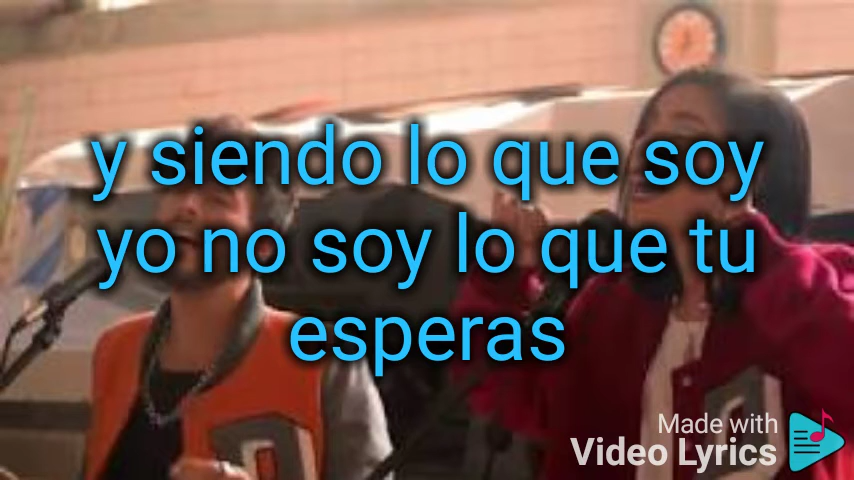 y siendo lo que soy
yo no soy lo que tu
esperas
Made with
Video Lyrics